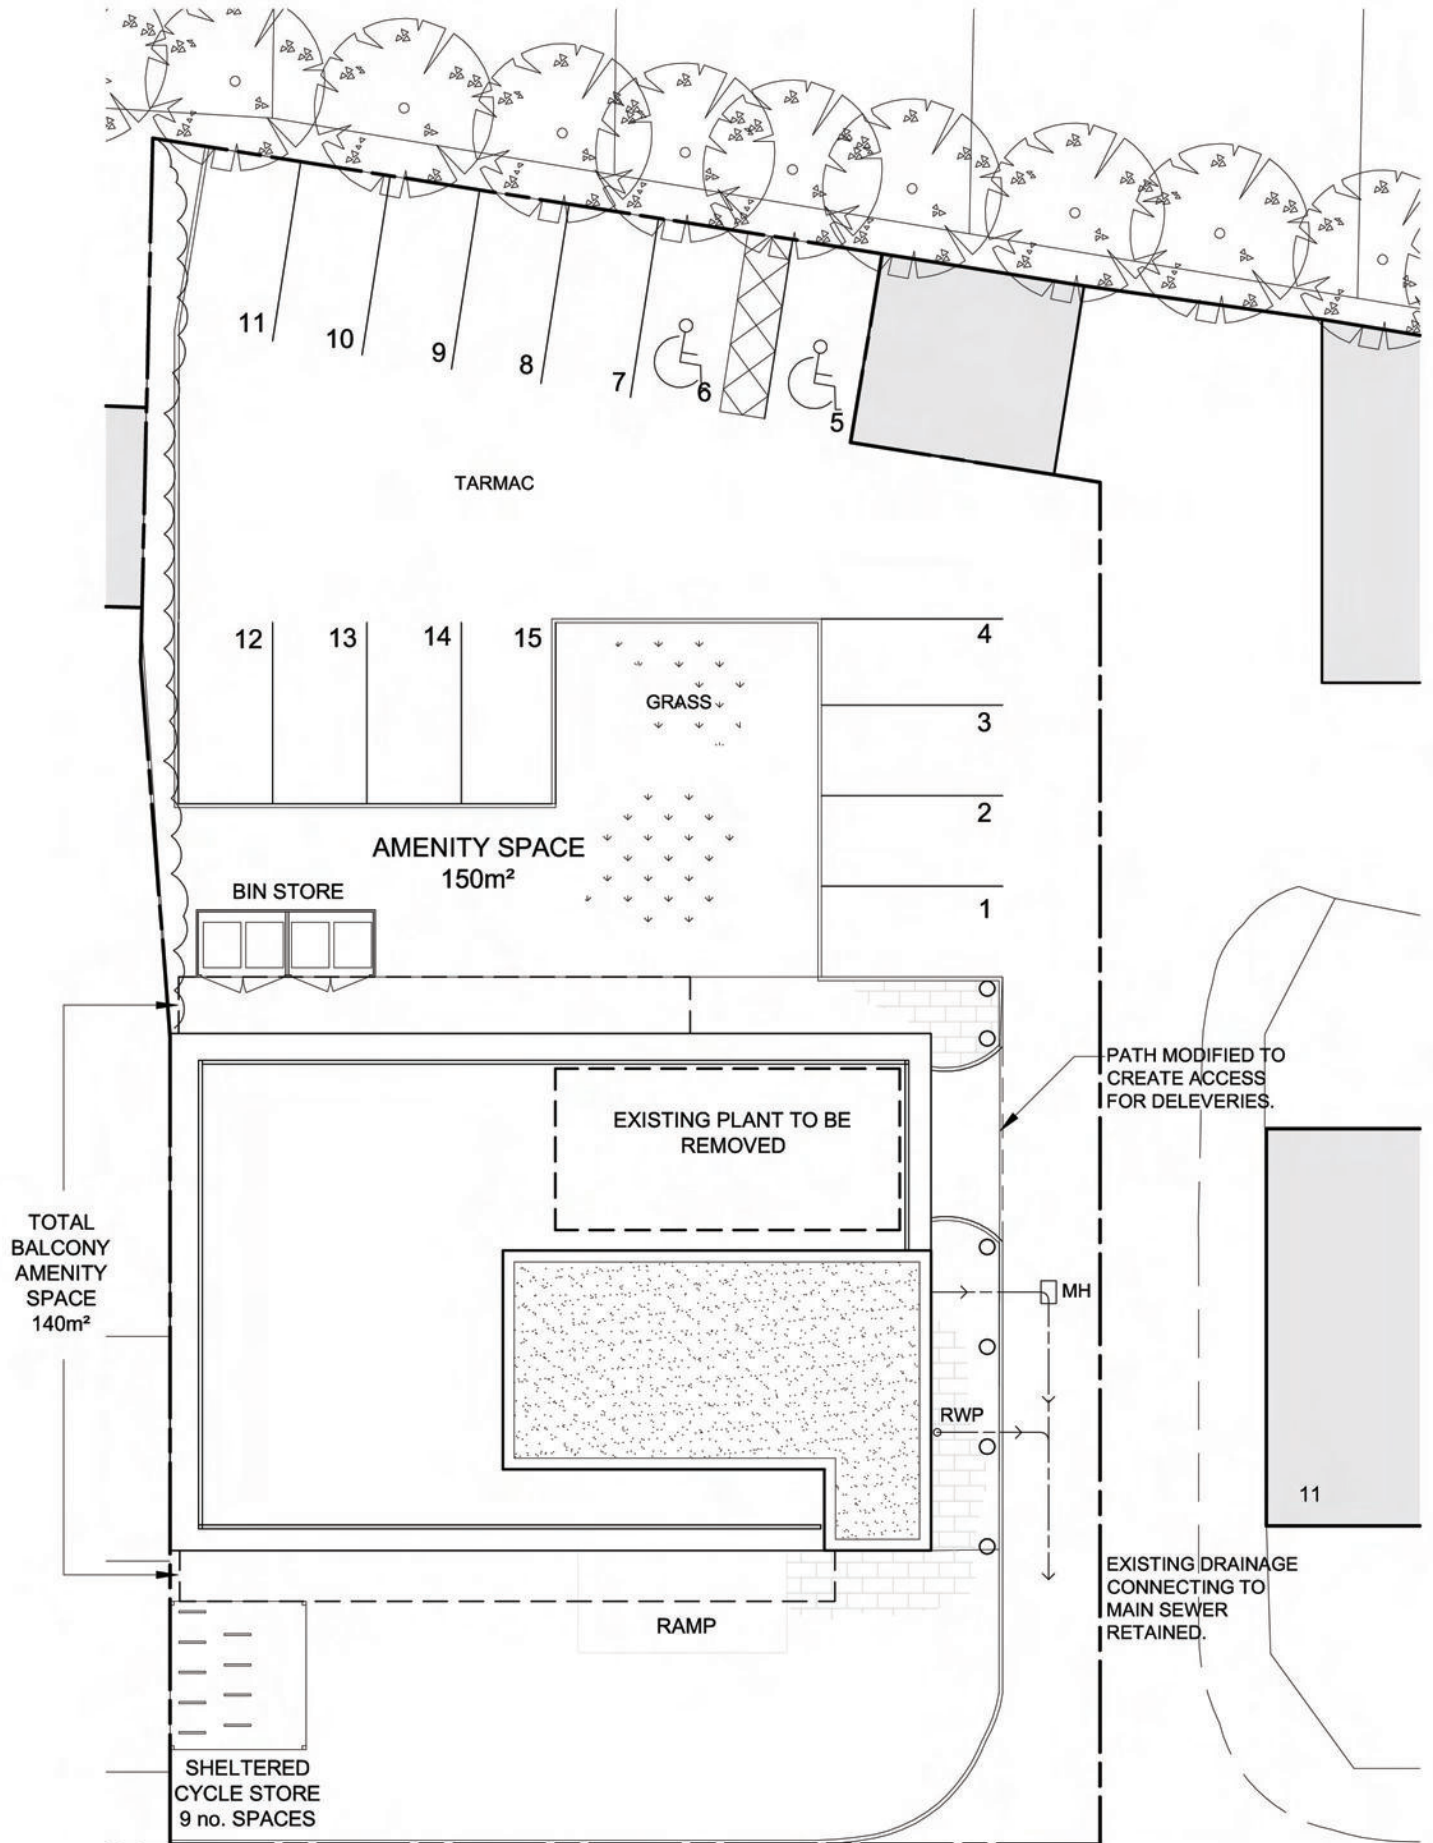 11
10
9
8
7
6
5
TARMAC
12
13
14
15
4
GRASS
3
2
AMENITY SPACE
150m²
BIN STORE
1
PATH MODIFIED TO
CREATE ACCESS
FOR DELEVERIES.
EXISTING PLANT TO BE
REMOVED
TOTAL
BALCONY
AMENITY
SPACE
140m²
MH
RWP
11
EXISTING DRAINAGE
CONNECTING TO
MAIN SEWER
RETAINED.
RAMP
SHELTERED
CYCLE STORE
9 no. SPACES